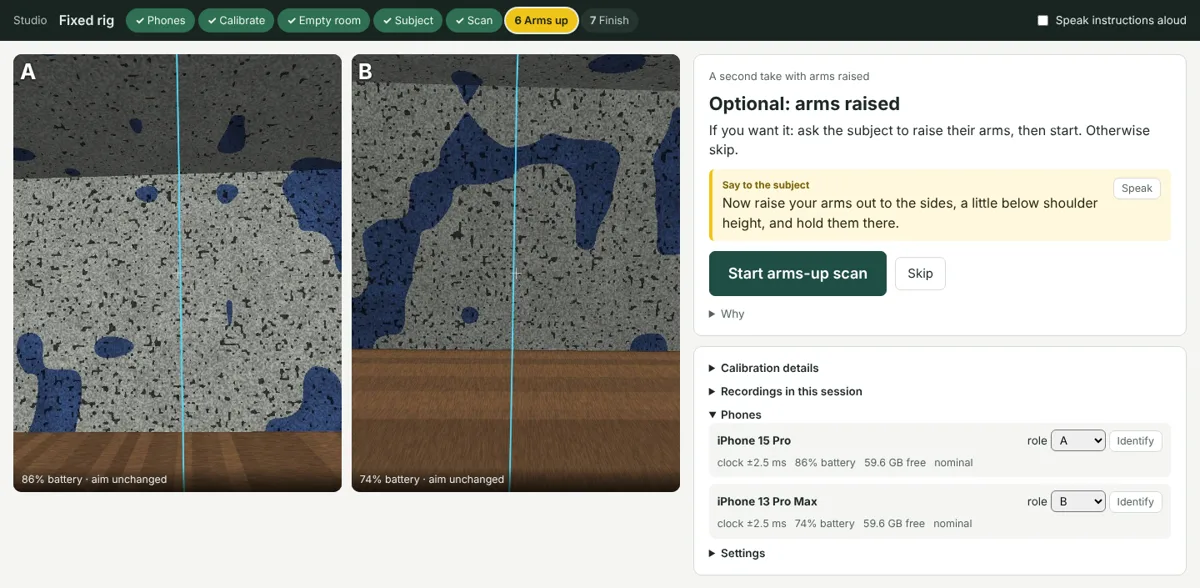 Studio Fixed rig ✓ Phones ✓ Calibrate ✓ Empty room ✓ Subject ✓ Scan 6 Arms up 7 Finish Speak instructions aloud
A
B
86% battery · aim unchanged
74% battery · aim unchanged
A second take with arms raised
Optional: arms raised
If you want it: ask the subject to raise their arms, then start. Otherwise
skip.
Say to the subject
Speak
Now raise your arms out to the sides, a little below shoulder
height, and hold them there.
Start arms-up scan Skip
Why
Calibration details
Recordings in this session
Phones
iPhone 15 Pro role A Identify
clock ±2.5 ms 86% battery 59.6 GB free nominal
iPhone 13 Pro Max role B Identify
clock ±2.5 ms 74% battery 59.6 GB free nominal
Settings